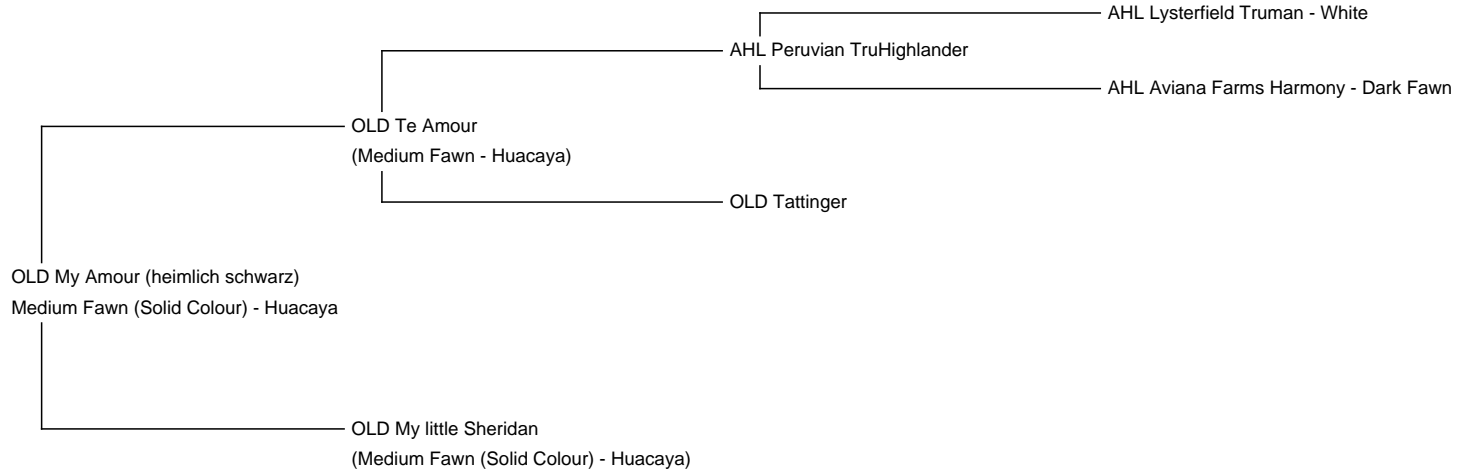 AHL Lysterfield Truman - White
AHL Peruvian TruHighlander
AHL Aviana Farms Harmony - Dark Fawn
OLD Te Amour
(Medium Fawn - Huacaya)
OLD Tattinger
OLD My Amour (heimlich schwarz)
Medium Fawn (Solid Colour) - Huacaya
OLD My little Sheridan
(Medium Fawn (Solid Colour) - Huacaya)